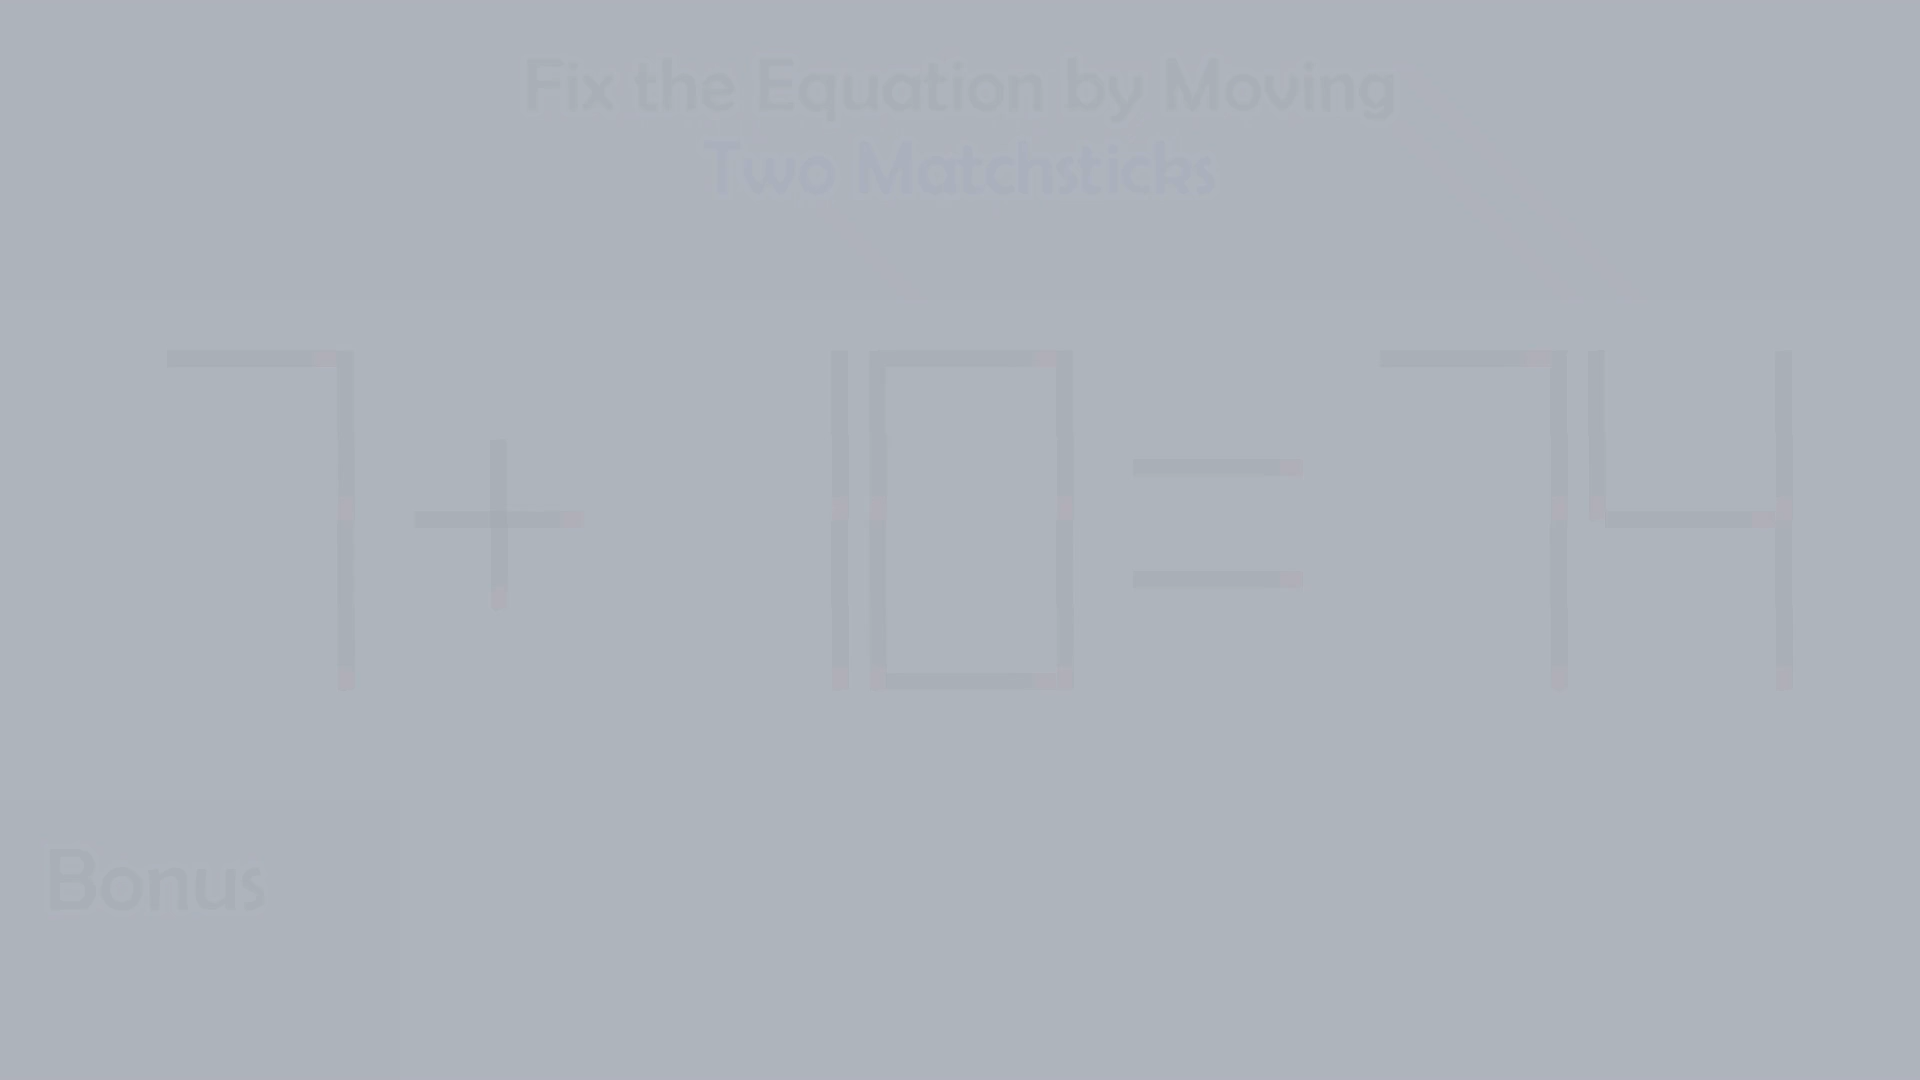 Fix the Equation by Moving
Two Matchsticks
7 + 10 = 74
Bonus